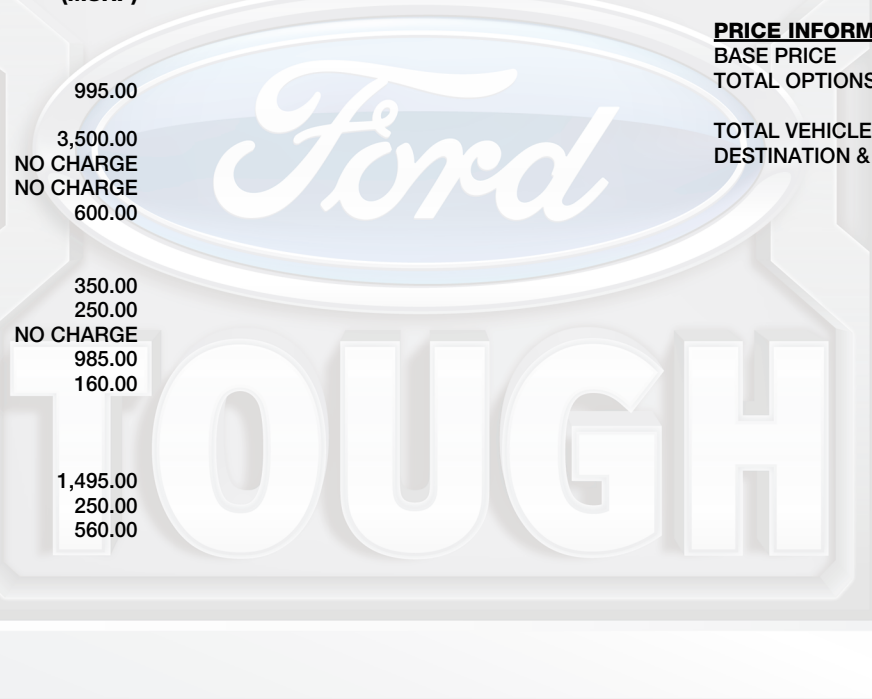 995.00
3,500.00
NO CHARGE
NO CHARGE
600.00
350.00
250.00
NO CHARGE
985.00
160.00
1,495.00
250.00
560.00
PRICE
BASE PRICE
TOTAL OPTIONS
TOTAL VEHICLE
DESTINATION &
Ford
TOUGH